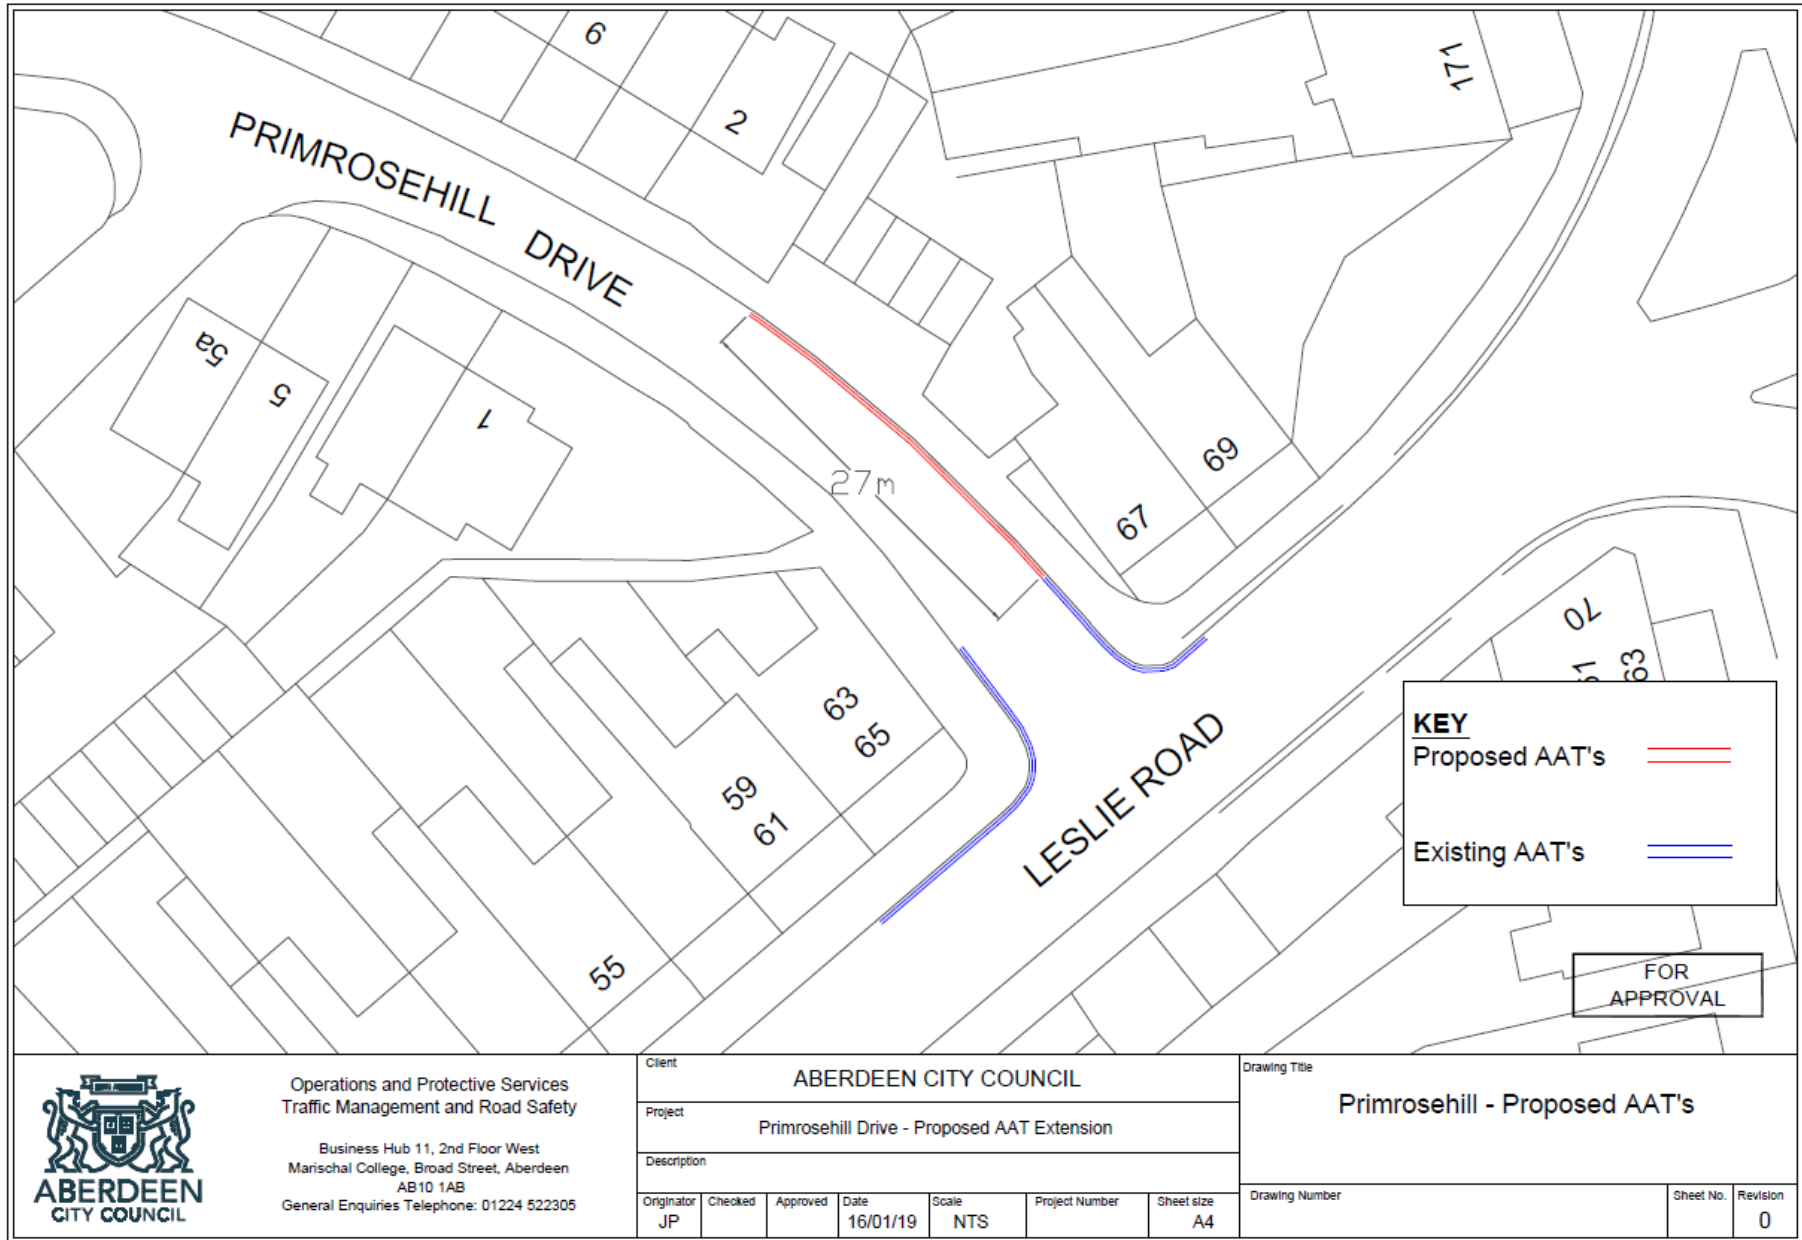 6
2
171
PRIMROSEHILL DRIVE
5a
5
1
27m
69
67
70
63
63
65
59
61
55
LESLIE ROAD
KEY
Proposed AAT's
Existing AAT's
FOR
APPROVAL
ABERDEEN
CITY COUNCIL
Operations and Protective Services
Traffic Management and Road Safety
Business Hub 11, 2nd Floor West
Marischal College, Broad Street, Aberdeen
AB10 1AB
General Enquiries Telephone: 01224 522305
Client
ABERDEEN CITY COUNCIL
Project
Primrosehill Drive - Proposed AAT Extension
Description
Originator
JP
Checked
Approved
Date
16/01/19
Scale
NTS
Project Number
Sheet size
A4
Drawing Title
Primrosehill - Proposed AAT's
Drawing Number
Sheet No.
Revision
0